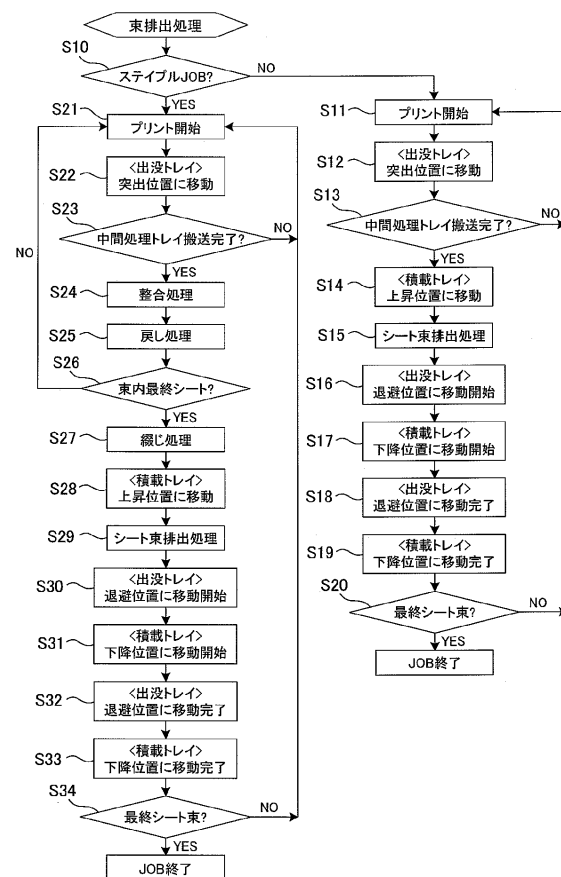 束排出処理
S10
ステイプルJOB?
NO
YES
S21
プリント開始
S22
<出没トレイ>
突出位置に移動
S23
中間処理トレイ搬送完了?
NO
YES
NO
S24
整合処理
S25
戻し処理
S26
束内最終シート?
YES
S27
綴じ処理
S28
<積載トレイ>
上昇位置に移動
S29
シート束排出処理
S30
<出没トレイ>
退避位置に移動開始
S31
<積載トレイ>
下降位置に移動開始
S32
<出没トレイ>
退避位置に移動完了
S33
<積載トレイ>
下降位置に移動完了
S34
最終シート束?
NO
YES
JOB終了
S11
プリント開始
S12
<出没トレイ>
突出位置に移動
S13
中間処理トレイ搬送完了?
NO
YES
S14
<積載トレイ>
上昇位置に移動
S15
シート束排出処理
S16
<出没トレイ>
退避位置に移動開始
S17
<積載トレイ>
下降位置に移動開始
S18
<出没トレイ>
退避位置に移動完了
S19
<積載トレイ>
下降位置に移動完了
S20
最終シート束?
NO
YES
JOB終了